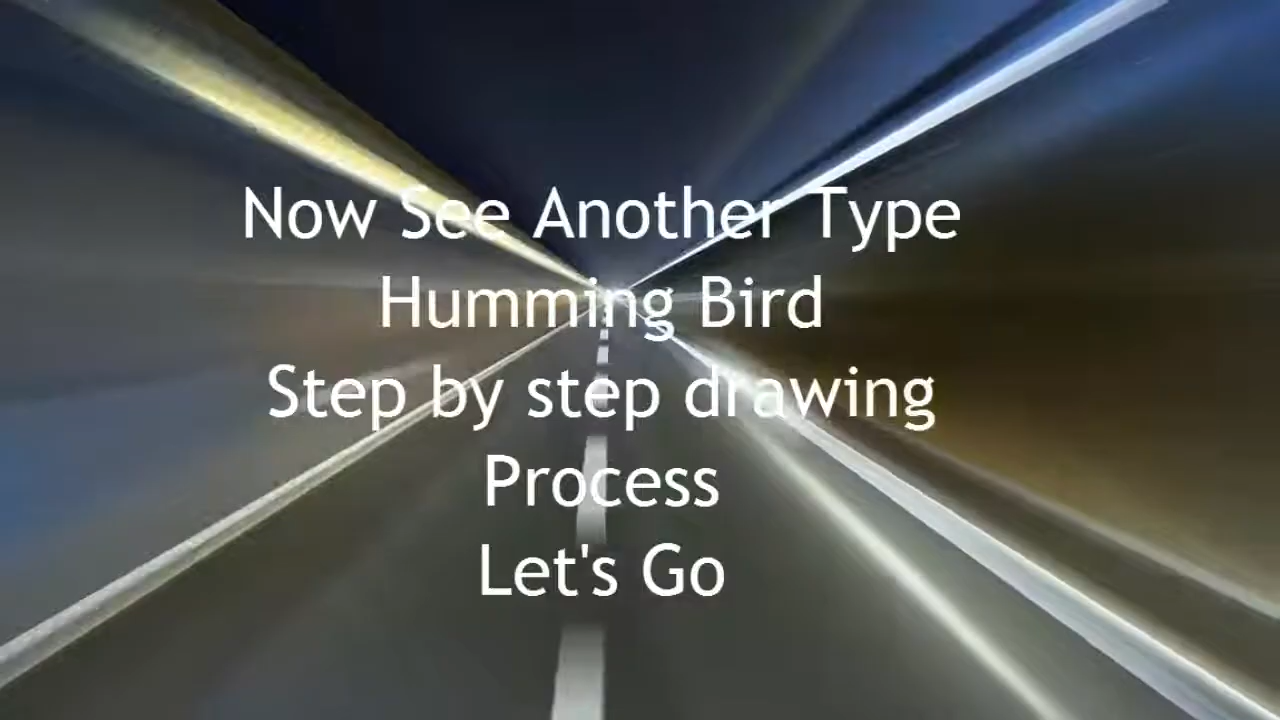 Now See Another Type
Humming Bird
Step by step drawing
Process
Let's Go